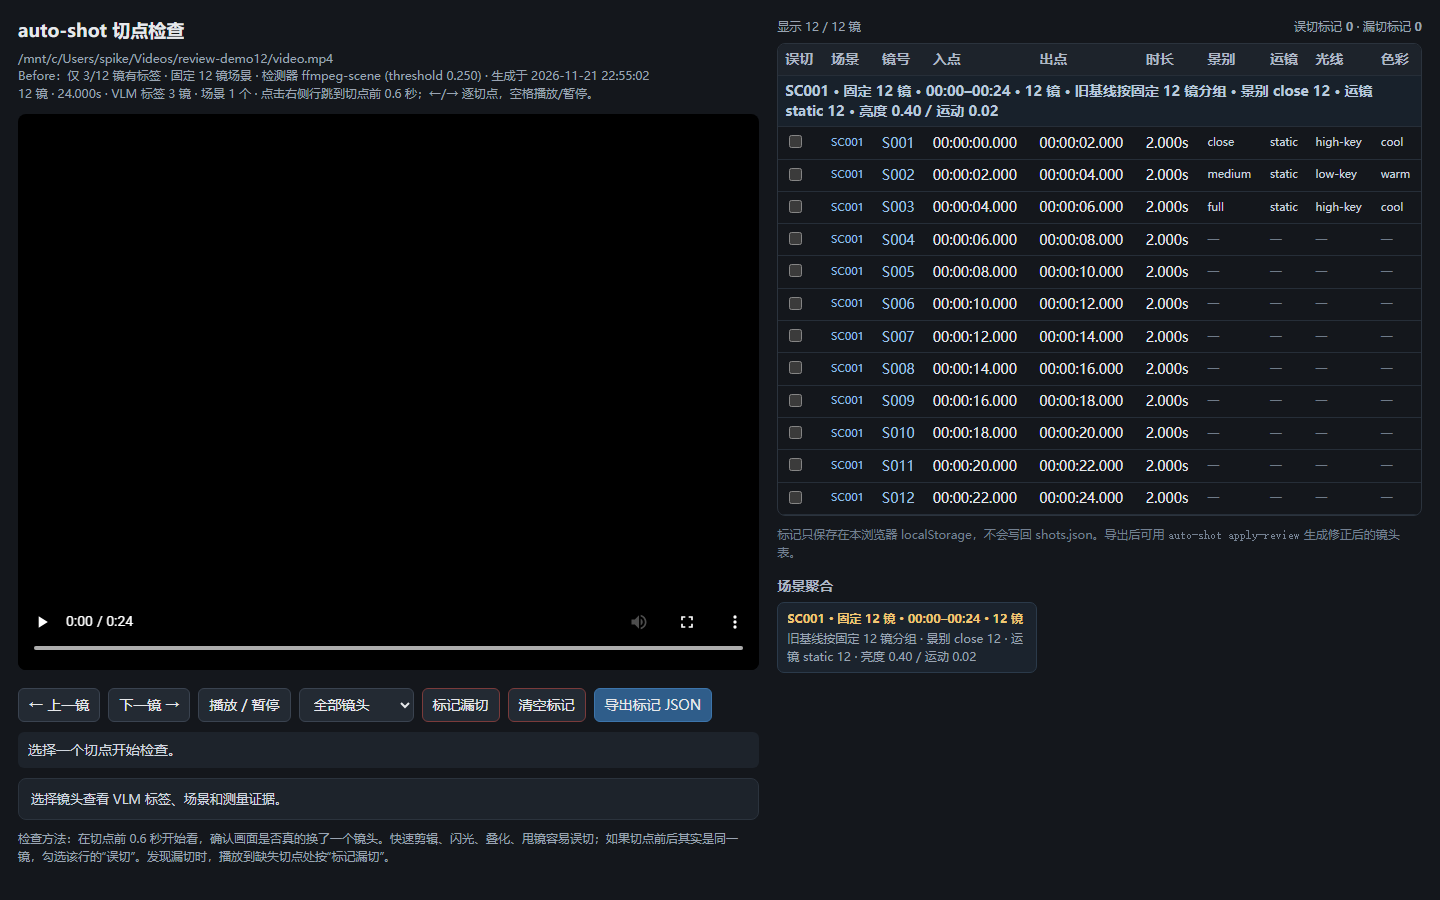 auto-shot 切点检查
/mnt/c/Users/spike/Videos/review-demo12/video.mp4
Before：仅 3/12 镜有标签 · 固定 12 镜场景 · 检测器 ffmpeg-scene (threshold 0.250) · 生成于 2026-11-21 22:55:02
12 镜 · 24.000s · VLM 标签 3 镜 · 场景 1 个 · 点击右侧行跳到切点前 0.6 秒；←/→ 逐切点，空格播放/暂停。
0:00 / 0:24
← 上一镜 下一镜 → 播放 / 暂停 全部镜头 标记漏切 清空标记 导出标记 JSON
选择一个切点开始检查。
选择镜头查看 VLM 标签、场景和测量证据。
检查方法：在切点前 0.6 秒开始看，确认画面是否真的换了一个镜头。快速剪辑、闪光、叠化、甩镜容易误切；如果切点前后其实是同一
镜，勾选该行的“误切”。发现漏切时，播放到缺失切点处按“标记漏切”。
显示 12 / 12 镜 误切标记 0 · 漏切标记 0
误切 场景 镜号 入点 出点 时长 景别 运镜 光线 色彩
SC001 • 固定 12 镜 • 00:00–00:24 • 12 镜 • 旧基线按固定 12 镜分组 • 景别 close 12 • 运镜
static 12 • 亮度 0.40 / 运动 0.02
SC001 S001 00:00:00.000 00:00:02.000 2.000s close static high-key cool
SC001 S002 00:00:02.000 00:00:04.000 2.000s medium static low-key warm
SC001 S003 00:00:04.000 00:00:06.000 2.000s full static high-key cool
SC001 S004 00:00:06.000 00:00:08.000 2.000s — — — —
SC001 S005 00:00:08.000 00:00:10.000 2.000s — — — —
SC001 S006 00:00:10.000 00:00:12.000 2.000s — — — —
SC001 S007 00:00:12.000 00:00:14.000 2.000s — — — —
SC001 S008 00:00:14.000 00:00:16.000 2.000s — — — —
SC001 S009 00:00:16.000 00:00:18.000 2.000s — — — —
SC001 S010 00:00:18.000 00:00:20.000 2.000s — — — —
SC001 S011 00:00:20.000 00:00:22.000 2.000s — — — —
SC001 S012 00:00:22.000 00:00:24.000 2.000s — — — —
标记只保存在本浏览器 localStorage，不会写回 shots.json。导出后可用 auto-shot apply-review 生成修正后的镜头
表。
场景聚合
SC001 • 固定 12 镜 • 00:00–00:24 • 12 镜
旧基线按固定 12 镜分组 · 景别 close 12 · 运
镜 static 12 · 亮度 0.40 / 运动 0.02